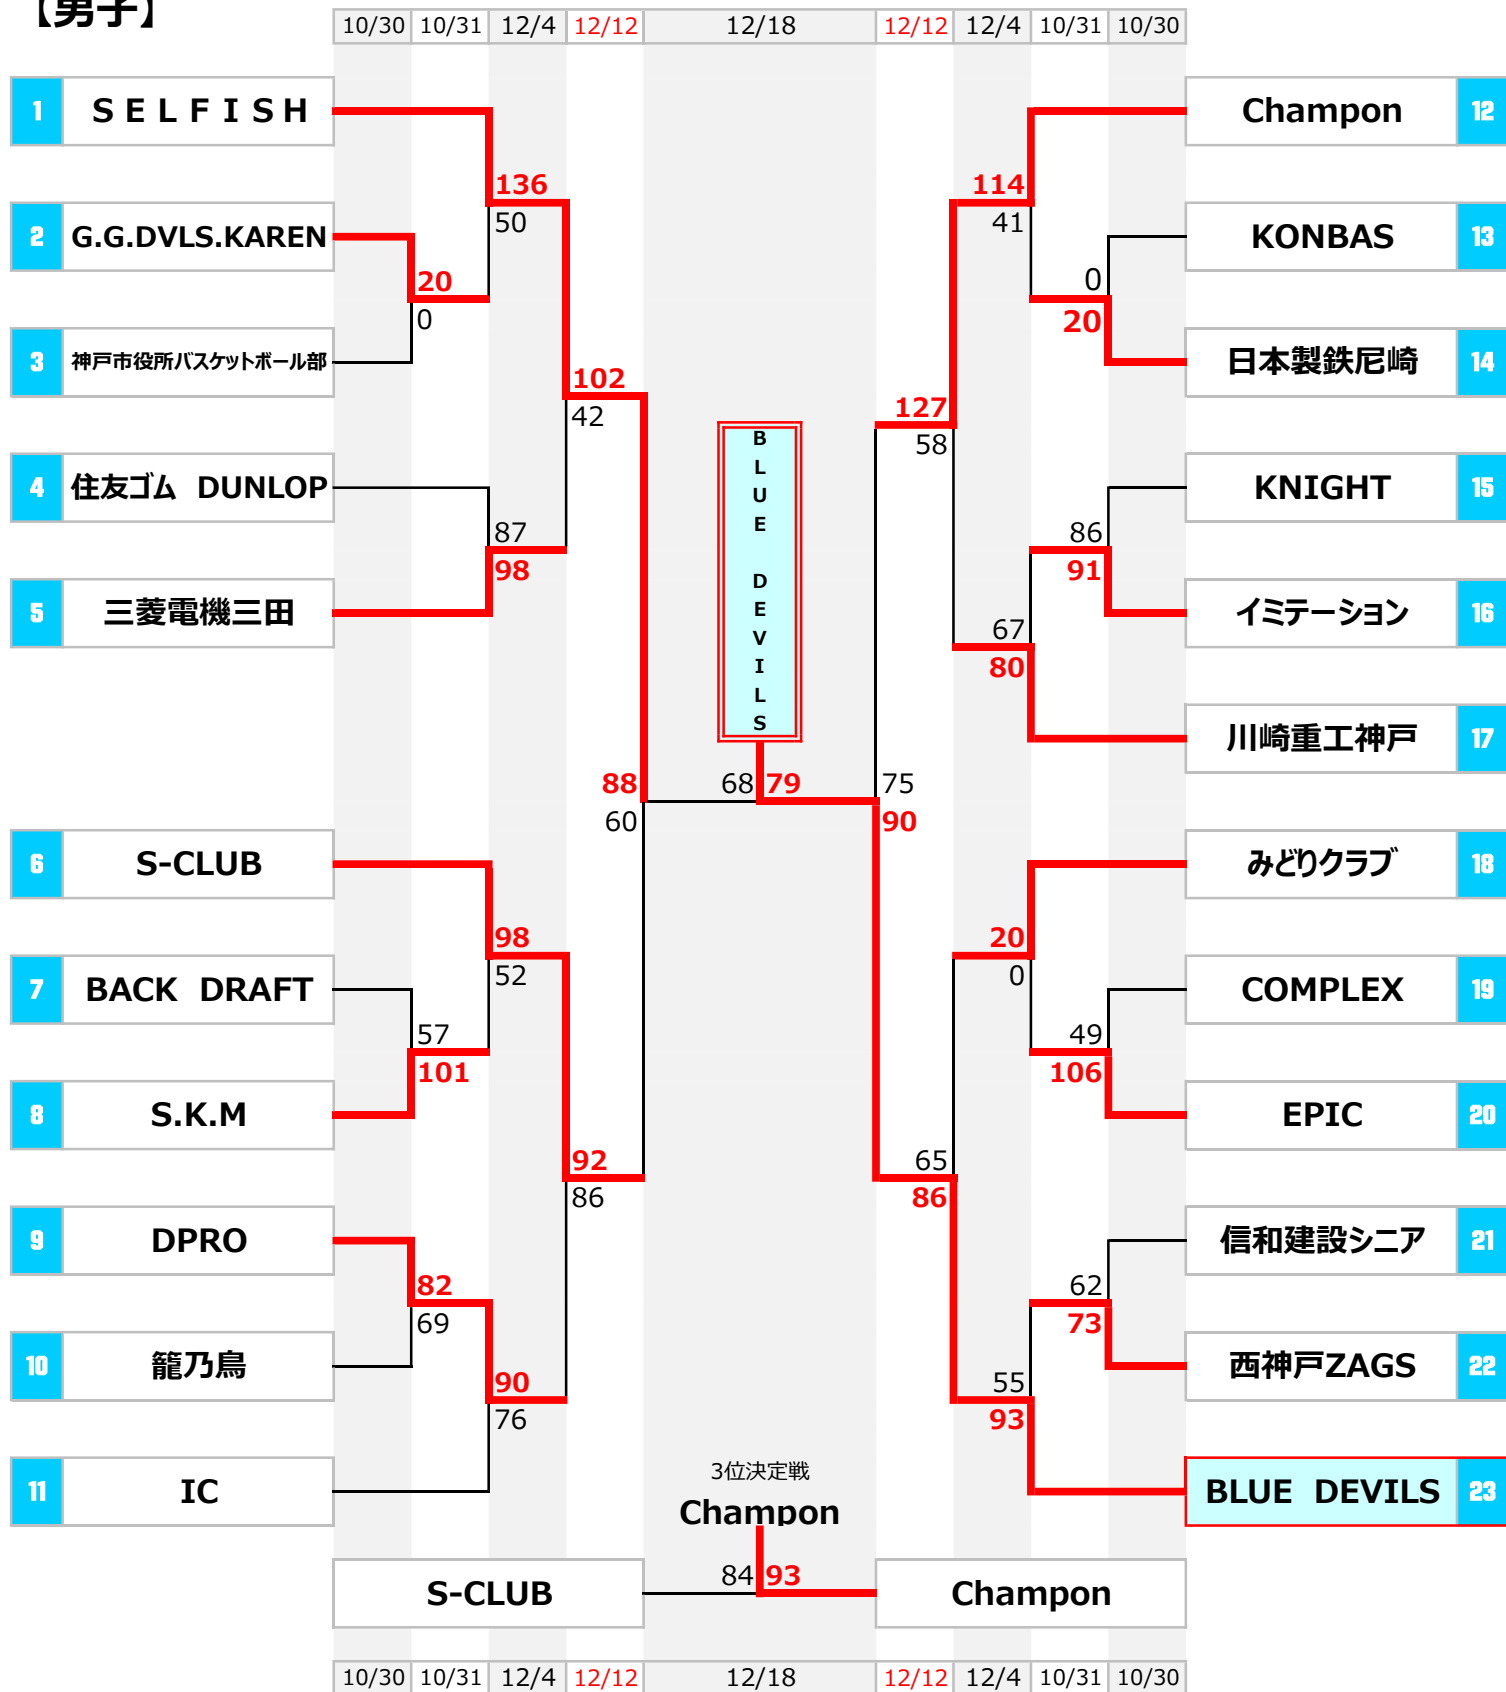 【男子】
10/30 10/31 12/4 12/12 12/18 12/12 12/4 10/31 10/30
1 ＳＥＬＦＩＳＨ Champon 12
136 114
50 41
2 G.G.DVLS.KAREN KONBAS 13
20 0
0 20
3 神戸市役所バスケットボール部 日本製鉄尼崎 14
102 127
42 58
BLUE DEVILS
4 住友ゴム DUNLOP KNIGHT 15
87 86
98 91
5 三菱電機三田 イミテーション 16
67
80
川崎重工神戸 17
88 68 79 75
60 90
6 S-CLUB みどりクラブ 18
98 20
52 0
7 BACK DRAFT COMPLEX 19
57 49
101 106
8 S.K.M EPIC 20
92 65
86 86
9 DPRO 信和建設シニア 21
82 62
69 73
10 籠乃鳥 西神戸ZAGS 22
90 55
76 93
11 IC BLUE DEVILS 23
3位決定戦
Champon
S-CLUB 84 93 Champon
10/30 10/31 12/4 12/12 12/18 12/12 12/4 10/31 10/30